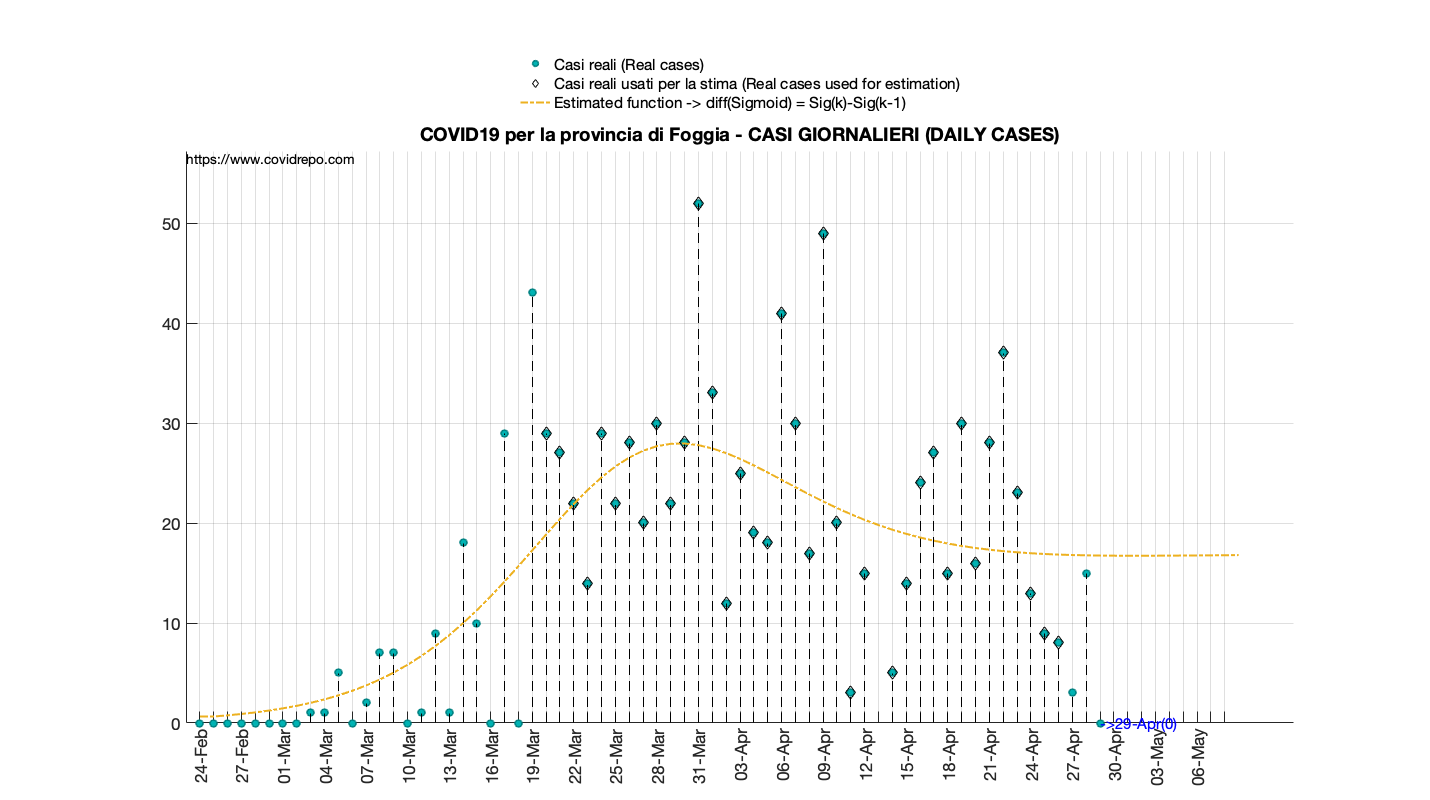 Casi reali (Real cases)
Casi reali usati per la stima (Real cases used for estimation)
Estimated function -> diff(Sigmoid) = Sig(k)-Sig(k-1)
COVID19 per la provincia di Foggia - CASI GIORNALIERI (DAILY CASES)
https://www.covidrepo.com
50
40
30
20
10
0
->29-Apr(0)
24-Feb
27-Feb
01-Mar
04-Mar
07-Mar
10-Mar
13-Mar
16-Mar
19-Mar
22-Mar
25-Mar
28-Mar
31-Mar
03-Apr
06-Apr
09-Apr
12-Apr
15-Apr
18-Apr
21-Apr
24-Apr
27-Apr
30-Apr
03-May
06-May